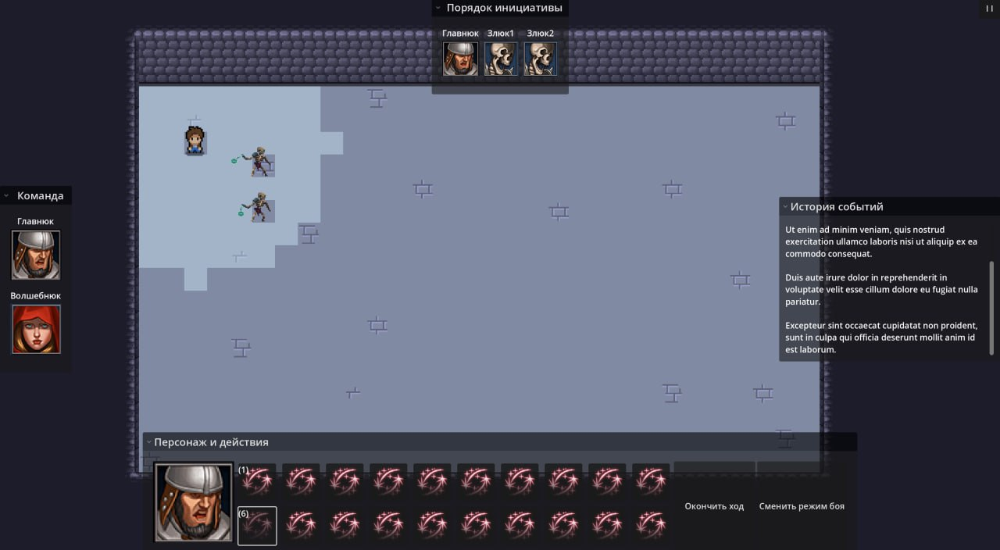 Порядок инициативы
Главнюк Злюк1 Злюк2
Команда
Главнюк
Волшебнюк
История событий
Ut enim ad minim veniam, quis nostrud
exercitation ullamco laboris nisi ut aliquip ex ea
commodo consequat.
Duis aute irure dolor in reprehenderit in
voluptate velit esse cillum dolore eu fugiat nulla
pariatur.
Excepteur sint occaecat cupidatat non proident,
sunt in culpa qui officia deserunt mollit anim id
est laborum.
Персонаж и действия
(1)
(6)
Окончить ход Сменить режим боя